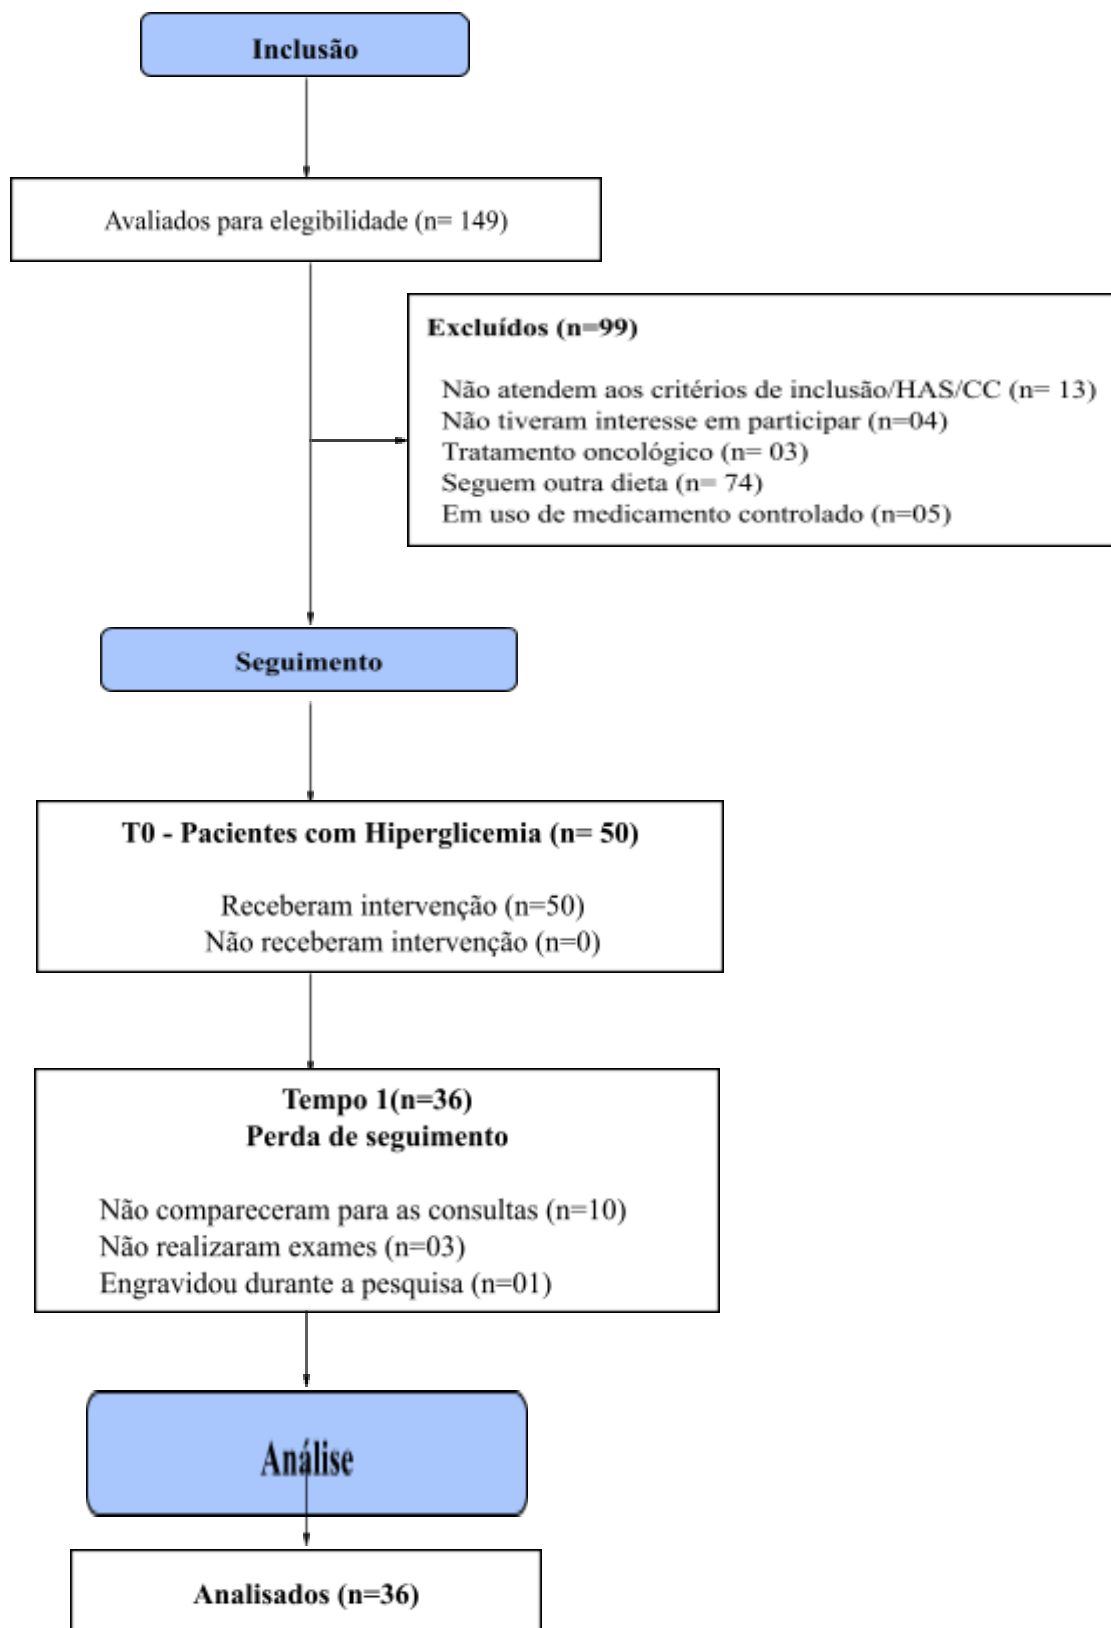 Inclusão
Avaliados para elegibilidade (n= 149)
Excluídos (n=99)
Não atendem aos critérios de inclusão/HAS/CC (n= 13)
Não tiveram interesse em participar (n=04)
Tratamento oncológico (n= 03)
Seguem outra dieta (n= 74)
Em uso de medicamento controlado (n=05)
Seguimento
T0 - Pacientes com Hiperglicemia (n= 50)
Receberam intervenção (n=50)
Não receberam intervenção (n=0)
Tempo 1(n=36)
Perda de seguimento
Não compareceram para as consultas (n=10)
Não realizaram exames (n=03)
Engravidou durante a pesquisa (n=01)
Análise
Analisados (n=36)